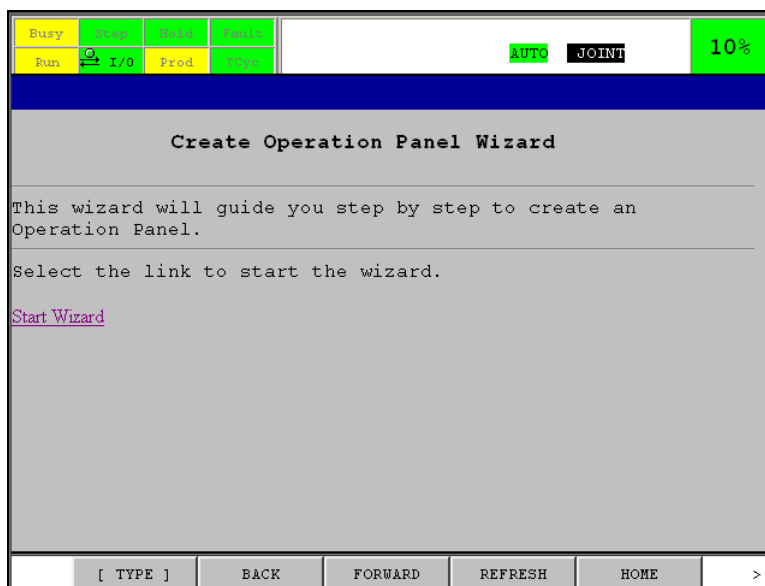 Busy Step Hold Fault
Run I/O Prod TCyc
AUTO JOINT 10%
Create Operation Panel Wizard
This wizard will guide you step by step to create an
Operation Panel.
Select the link to start the wizard.
Start Wizard
[ TYPE ] BACK FORWARD REFRESH HOME >